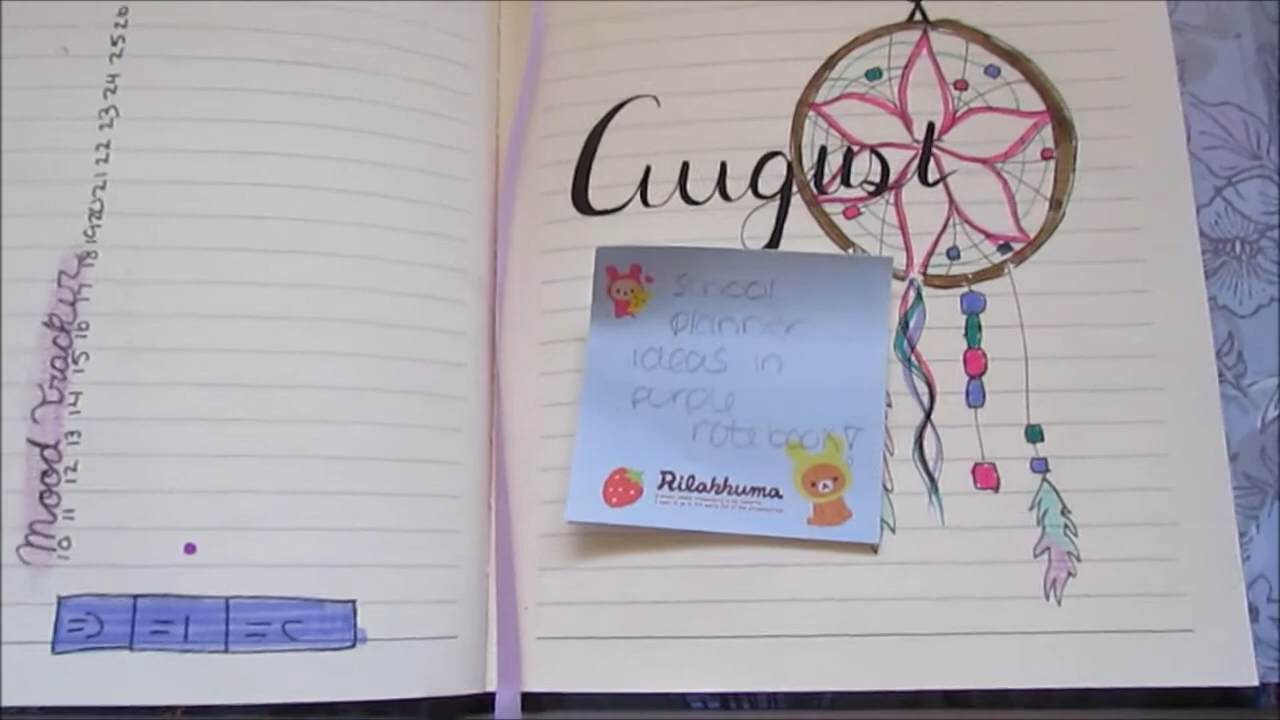 Mood Tracker
10 11 12 13 14 15 16 17 18 19 20 21 22 23 24 25 26
=) =| =(
August
School
planner
ideas in
purple
notebook!
Rilakkuma